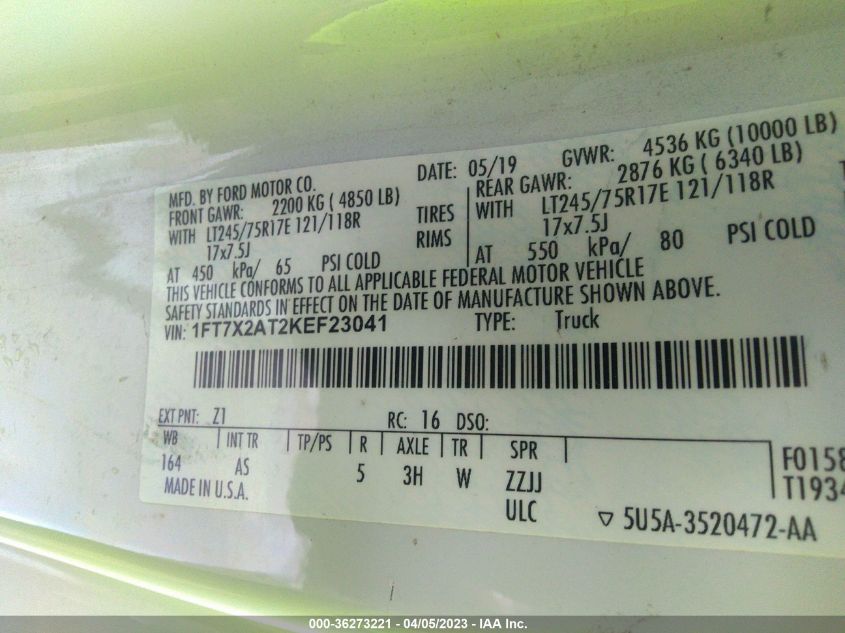 MFD. BY FORD MOTOR CO. DATE: 05/19 GVWR: 4536 KG (10000 LB)
FRONT GAWR: 2200 KG ( 4850 LB) REAR GAWR: 2876 KG ( 6340 LB)
WITH LT245/75R17E 121/118R TIRES WITH LT245/75R17E 121/118R
17x7.5J RIMS 17x7.5J
AT 450 kPa/ 65 PSI COLD AT 550 kPa/ 80 PSI COLD
THIS VEHICLE CONFORMS TO ALL APPLICABLE FEDERAL MOTOR VEHICLE
SAFETY STANDARDS IN EFFECT ON THE DATE OF MANUFACTURE SHOWN ABOVE.
VIN: 1FT7X2AT2KEF23041 TYPE: Truck
EXT PNT: Z1 RC: 16 DSO:
WB INT TR TP/PS R AXLE TR SPR
164 AS 5 3H W ZZJJ
F0158
T1934
MADE IN U.S.A. ULC
5U5A-3520472-AA
000-36273221 - 04/05/2023 - IAA Inc.